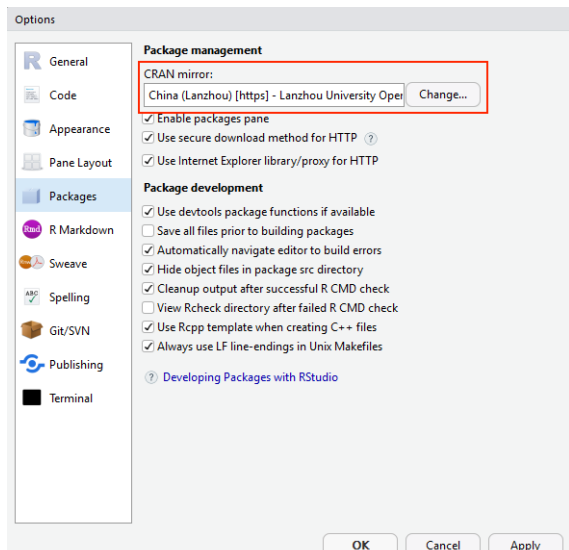 Options
General
Code
Appearance
Pane Layout
Packages
Rmd R Markdown
Sweave
ABC Spelling
Git/SVN
Publishing
Terminal
Package management
CRAN mirror:
China (Lanzhou) [https] - Lanzhou University Oper Change...
Enable packages pane
Use secure download method for HTTP ?
Use Internet Explorer library/proxy for HTTP
Package development
Use devtools package functions if available
Save all files prior to building packages
Automatically navigate editor to build errors
Hide object files in package src directory
Cleanup output after successful R CMD check
View Rcheck directory after failed R CMD check
Use Rcpp template when creating C++ files
Always use LF line-endings in Unix Makefiles
? Developing Packages with RStudio
OK Cancel Apply